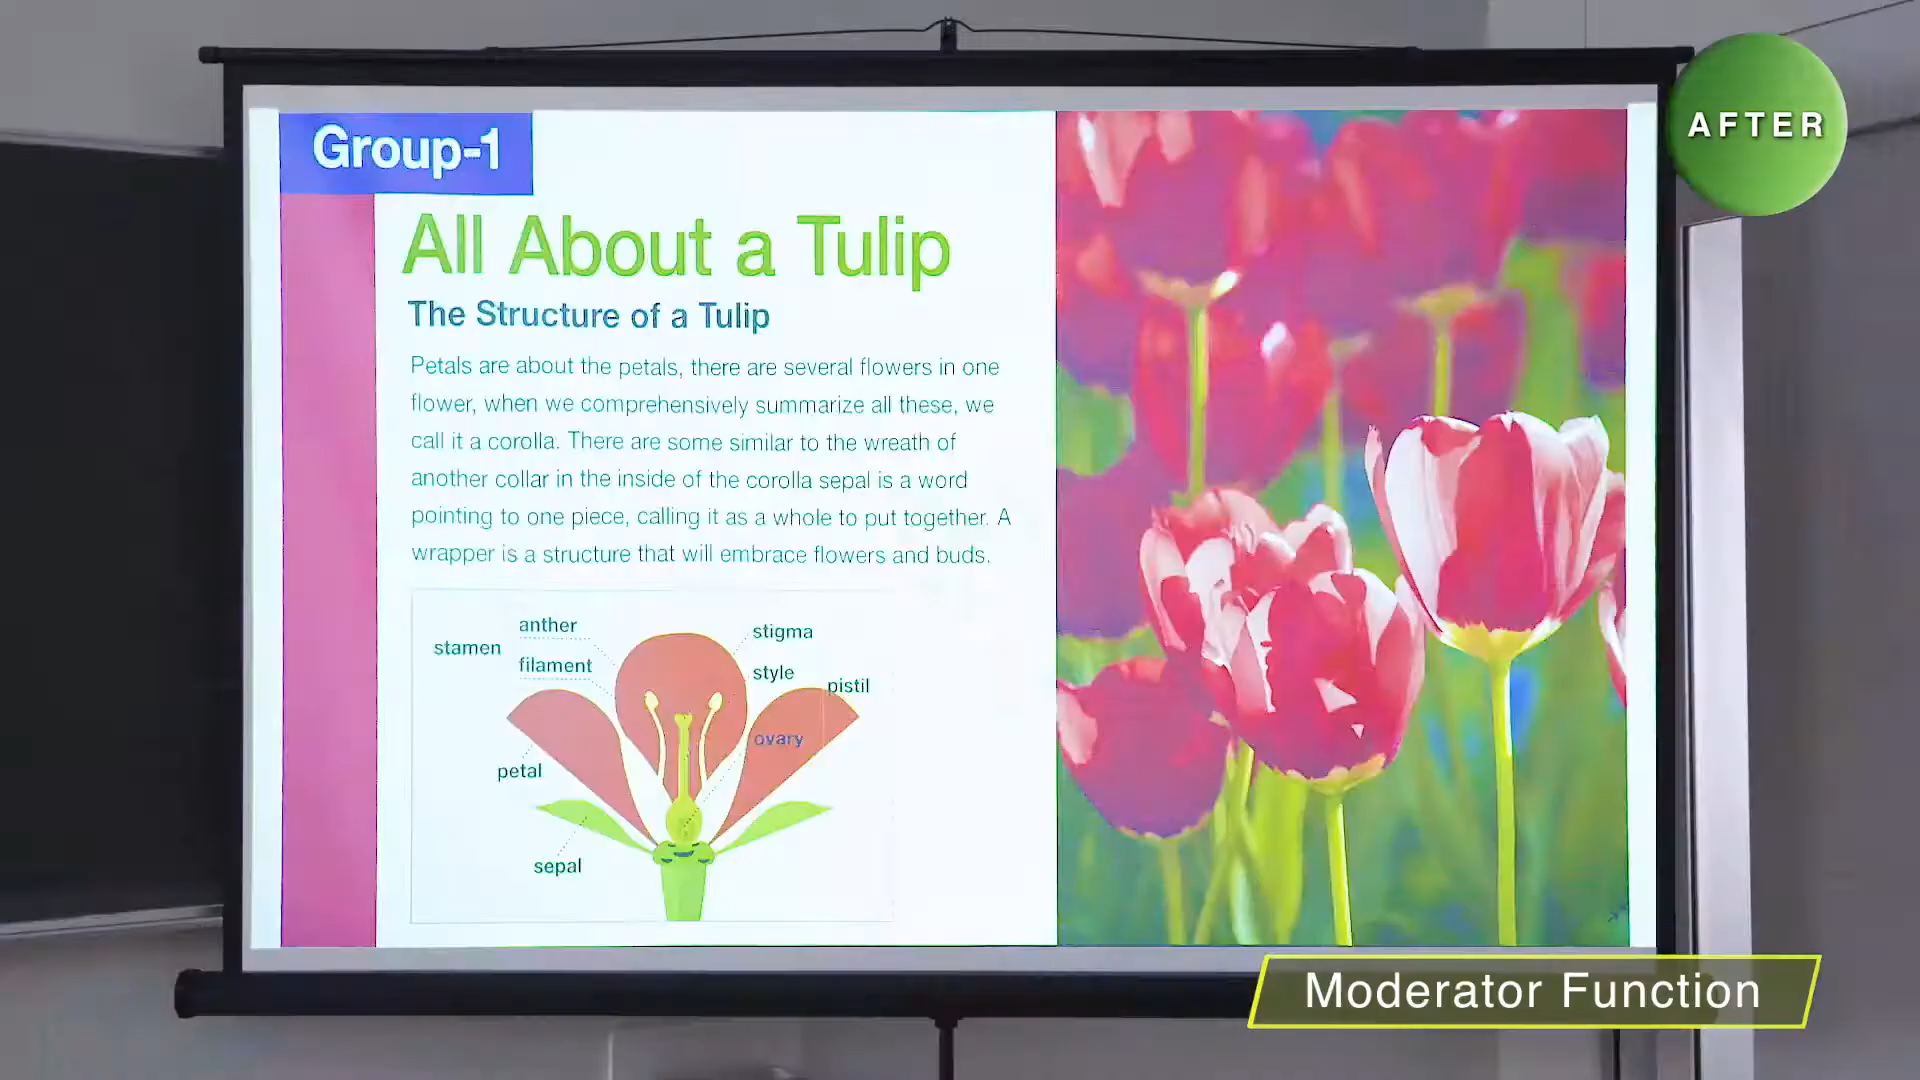 AFTER
Group-1
All About a Tulip
The Structure of a Tulip
Petals are about the petals, there are several flowers in one
flower, when we comprehensively summarize all these, we
call it a corolla. There are some similar to the wreath of
another collar in the inside of the corolla sepal is a word
pointing to one piece, calling it as a whole to put together. A
wrapper is a structure that will embrace flowers and buds.
anther
stigma
stamen
filament
style
pistil
ovary
petal
sepal
Moderator Function